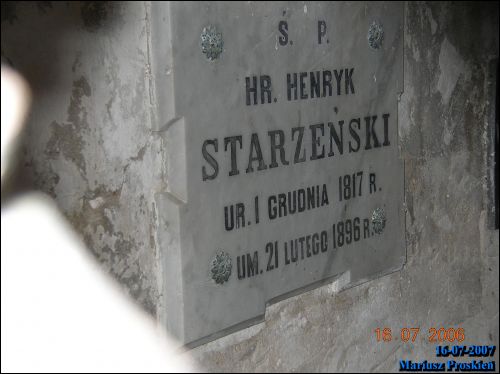 Ś. P.
HR. HENRYK
STARZEŃSKI
UR. 1 GRUDNIA 1817 R.
UM. 21 LUTEGO 1896 R.
16 07 2006
16-07-2007
Mariusz Proskień